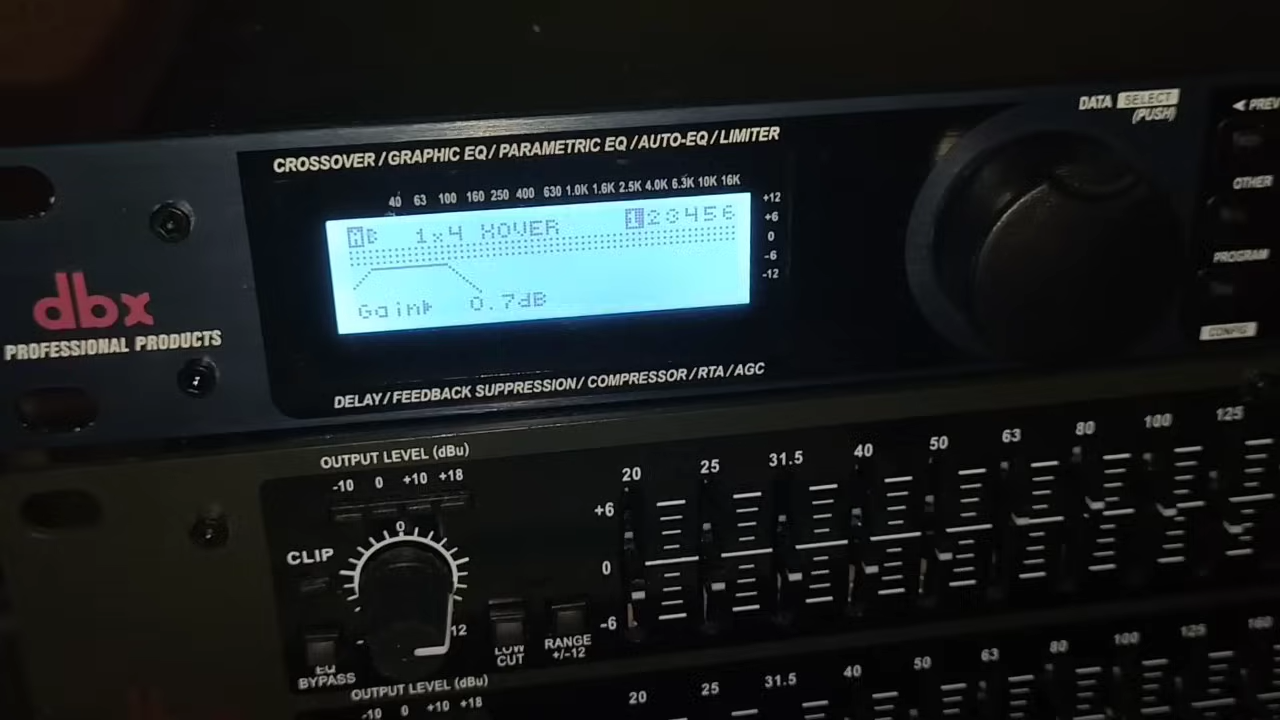 DATA SELECT
(PUSH)
◄ PREV
OTHER
PROGRAM
CONFIG
CROSSOVER / GRAPHIC EQ / PARAMETRIC EQ / AUTO-EQ / LIMITER
40 63 100 160 250 400 630 1.0K 1.6K 2.5K 4.0K 6.3K 10K 16K
+12
+6
0
-6
-12
1x4 XOVER 123456
Gain 0.7dB
dbx
PROFESSIONAL PRODUCTS
DELAY / FEEDBACK SUPPRESSION / COMPRESSOR / RTA / AGC
OUTPUT LEVEL (dBu)
-10 0 +10 +18
0
CLIP
12
EQ
BYPASS
LOW
CUT
RANGE
+/-12
20 25 31.5 40 50 63 80 100 125
+6
0
-6
OUTPUT LEVEL (dBu)
-10 0 +10 +18
20 25 31.5 40 50 63 80 100 125 160